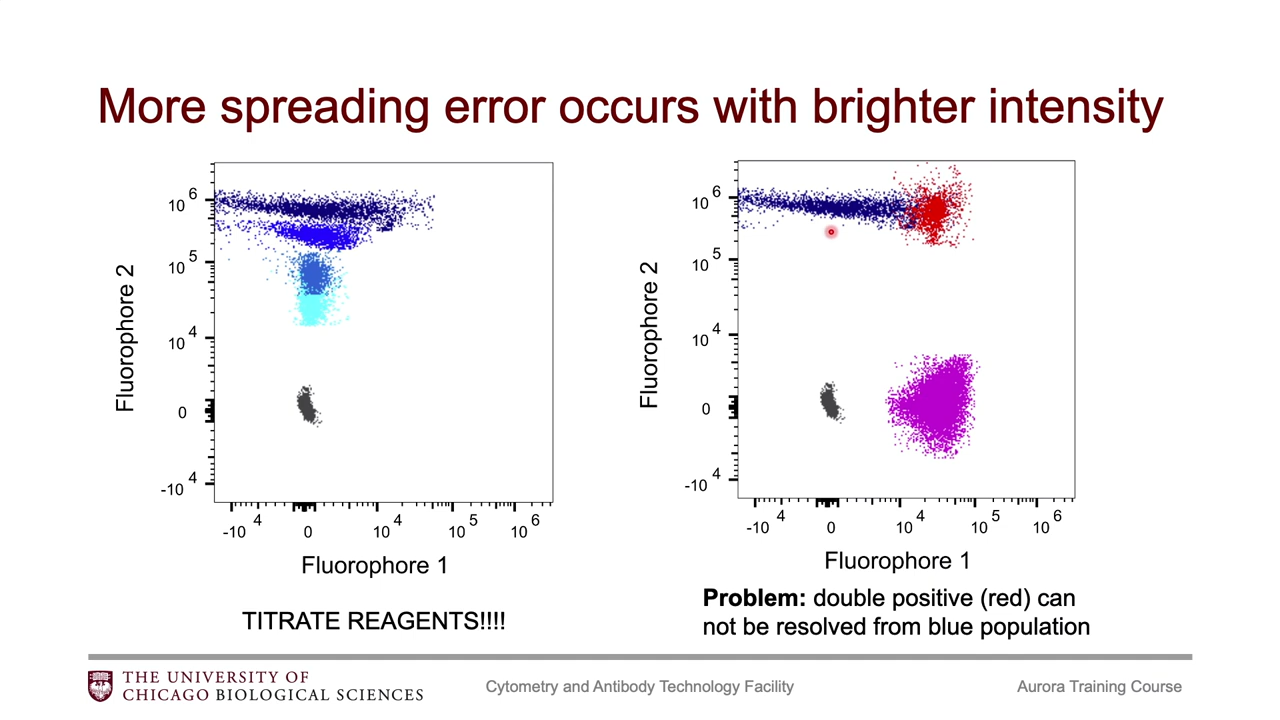 More spreading error occurs with brighter intensity
10 6
10 5
10 4
0
-10 4
Fluorophore 2
-10 4
0
10 4
10 5
10 6
Fluorophore 1
TITRATE REAGENTS!!!!
10 6
10 5
10 4
0
-10 4
Fluorophore 2
-10 4
0
10 4
10 5
10 6
Fluorophore 1
Problem: double positive (red) can
not be resolved from blue population
THE UNIVERSITY OF
CHICAGO BIOLOGICAL SCIENCES
Cytometry and Antibody Technology Facility
Aurora Training Course